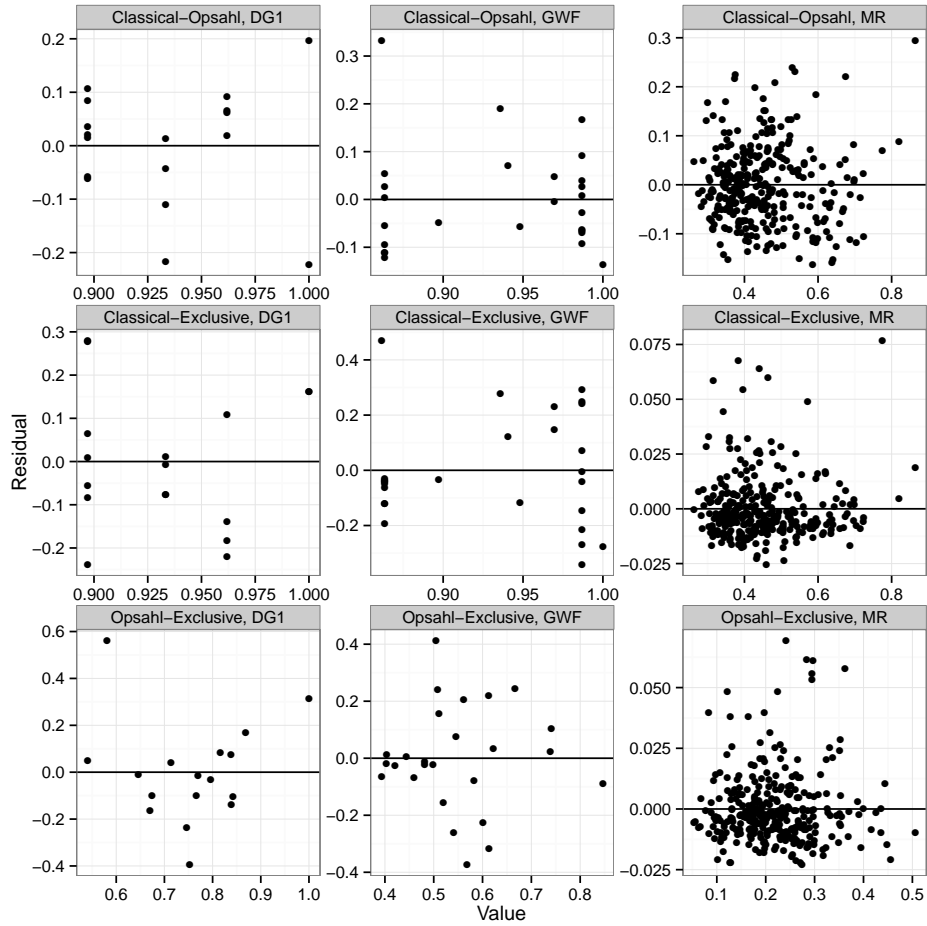 Classical−Opsahl, DG1
Classical−Opsahl, GWF
Classical−Opsahl, MR
0.2
0.1
0.0
−0.1
−0.2
0.900 0.925 0.950 0.975 1.000
0.3
0.2
0.1
0.0
−0.1
0.90 0.95 1.00
0.3
0.2
0.1
0.0
−0.1
0.4 0.6 0.8
Classical−Exclusive, DG1
Classical−Exclusive, GWF
Classical−Exclusive, MR
0.3
0.2
0.1
0.0
−0.1
−0.2
0.900 0.925 0.950 0.975 1.000
0.4
0.2
0.0
−0.2
0.90 0.95 1.00
0.075
0.050
0.025
0.000
−0.025
0.4 0.6 0.8
Residual
Opsahl−Exclusive, DG1
Opsahl−Exclusive, GWF
Opsahl−Exclusive, MR
0.6
0.4
0.2
0.0
−0.2
−0.4
0.6 0.7 0.8 0.9 1.0
0.4
0.2
0.0
−0.2
−0.4
0.4 0.5 0.6 0.7 0.8
0.050
0.025
0.000
−0.025
0.1 0.2 0.3 0.4 0.5
Value